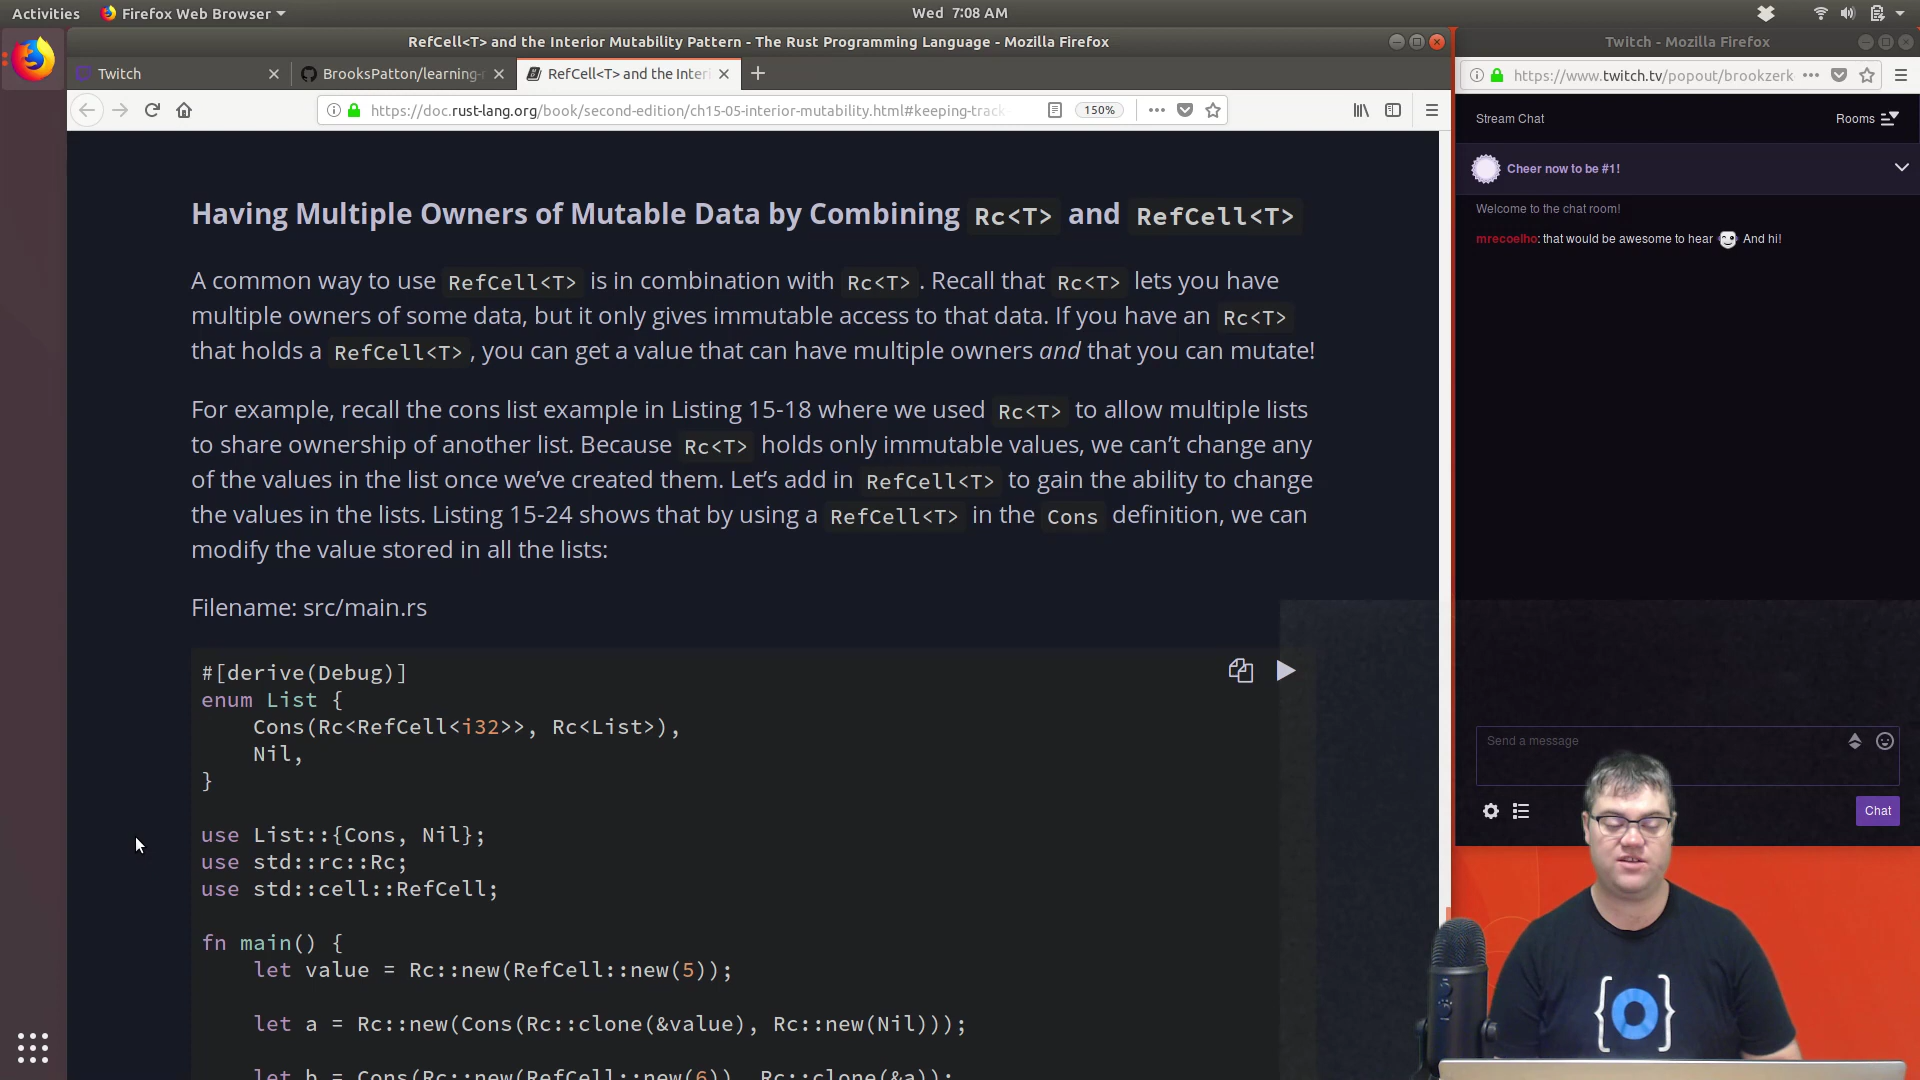 Activities
Firefox Web Browser
Wed 7:08 AM
RefCell<T> and the Interior Mutability Pattern - The Rust Programming Language - Mozilla Firefox
Twitch - Mozilla Firefox
Twitch
BrooksPatton/learning-
RefCell<T> and the Interi
https://doc.rust-lang.org/book/second-edition/ch15-05-interior-mutability.html#keeping-track-
150%
https://www.twitch.tv/popout/brookzerk
Having Multiple Owners of Mutable Data by Combining Rc<T> and RefCell<T>
A common way to use RefCell<T> is in combination with Rc<T>. Recall that Rc<T> lets you have
multiple owners of some data, but it only gives immutable access to that data. If you have an Rc<T>
that holds a RefCell<T>, you can get a value that can have multiple owners and that you can mutate!
For example, recall the cons list example in Listing 15-18 where we used Rc<T> to allow multiple lists
to share ownership of another list. Because Rc<T> holds only immutable values, we can’t change any
of the values in the list once we’ve created them. Let’s add in RefCell<T> to gain the ability to change
the values in the lists. Listing 15-24 shows that by using a RefCell<T> in the Cons definition, we can
modify the value stored in all the lists:
Filename: src/main.rs
#[derive(Debug)]
enum List {
    Cons(Rc<RefCell<i32>>, Rc<List>),
    Nil,
}
use List::{Cons, Nil};
use std::rc::Rc;
use std::cell::RefCell;
fn main() {
    let value = Rc::new(RefCell::new(5));
    let a = Rc::new(Cons(Rc::clone(&value), Rc::new(Nil)));
    let b = Cons(Rc::new(RefCell::new(6)), Rc::clone(&a));
Stream Chat
Rooms
Cheer now to be #1!
Welcome to the chat room!
mrecoelho: that would be awesome to hear And hi!
Send a message
Chat